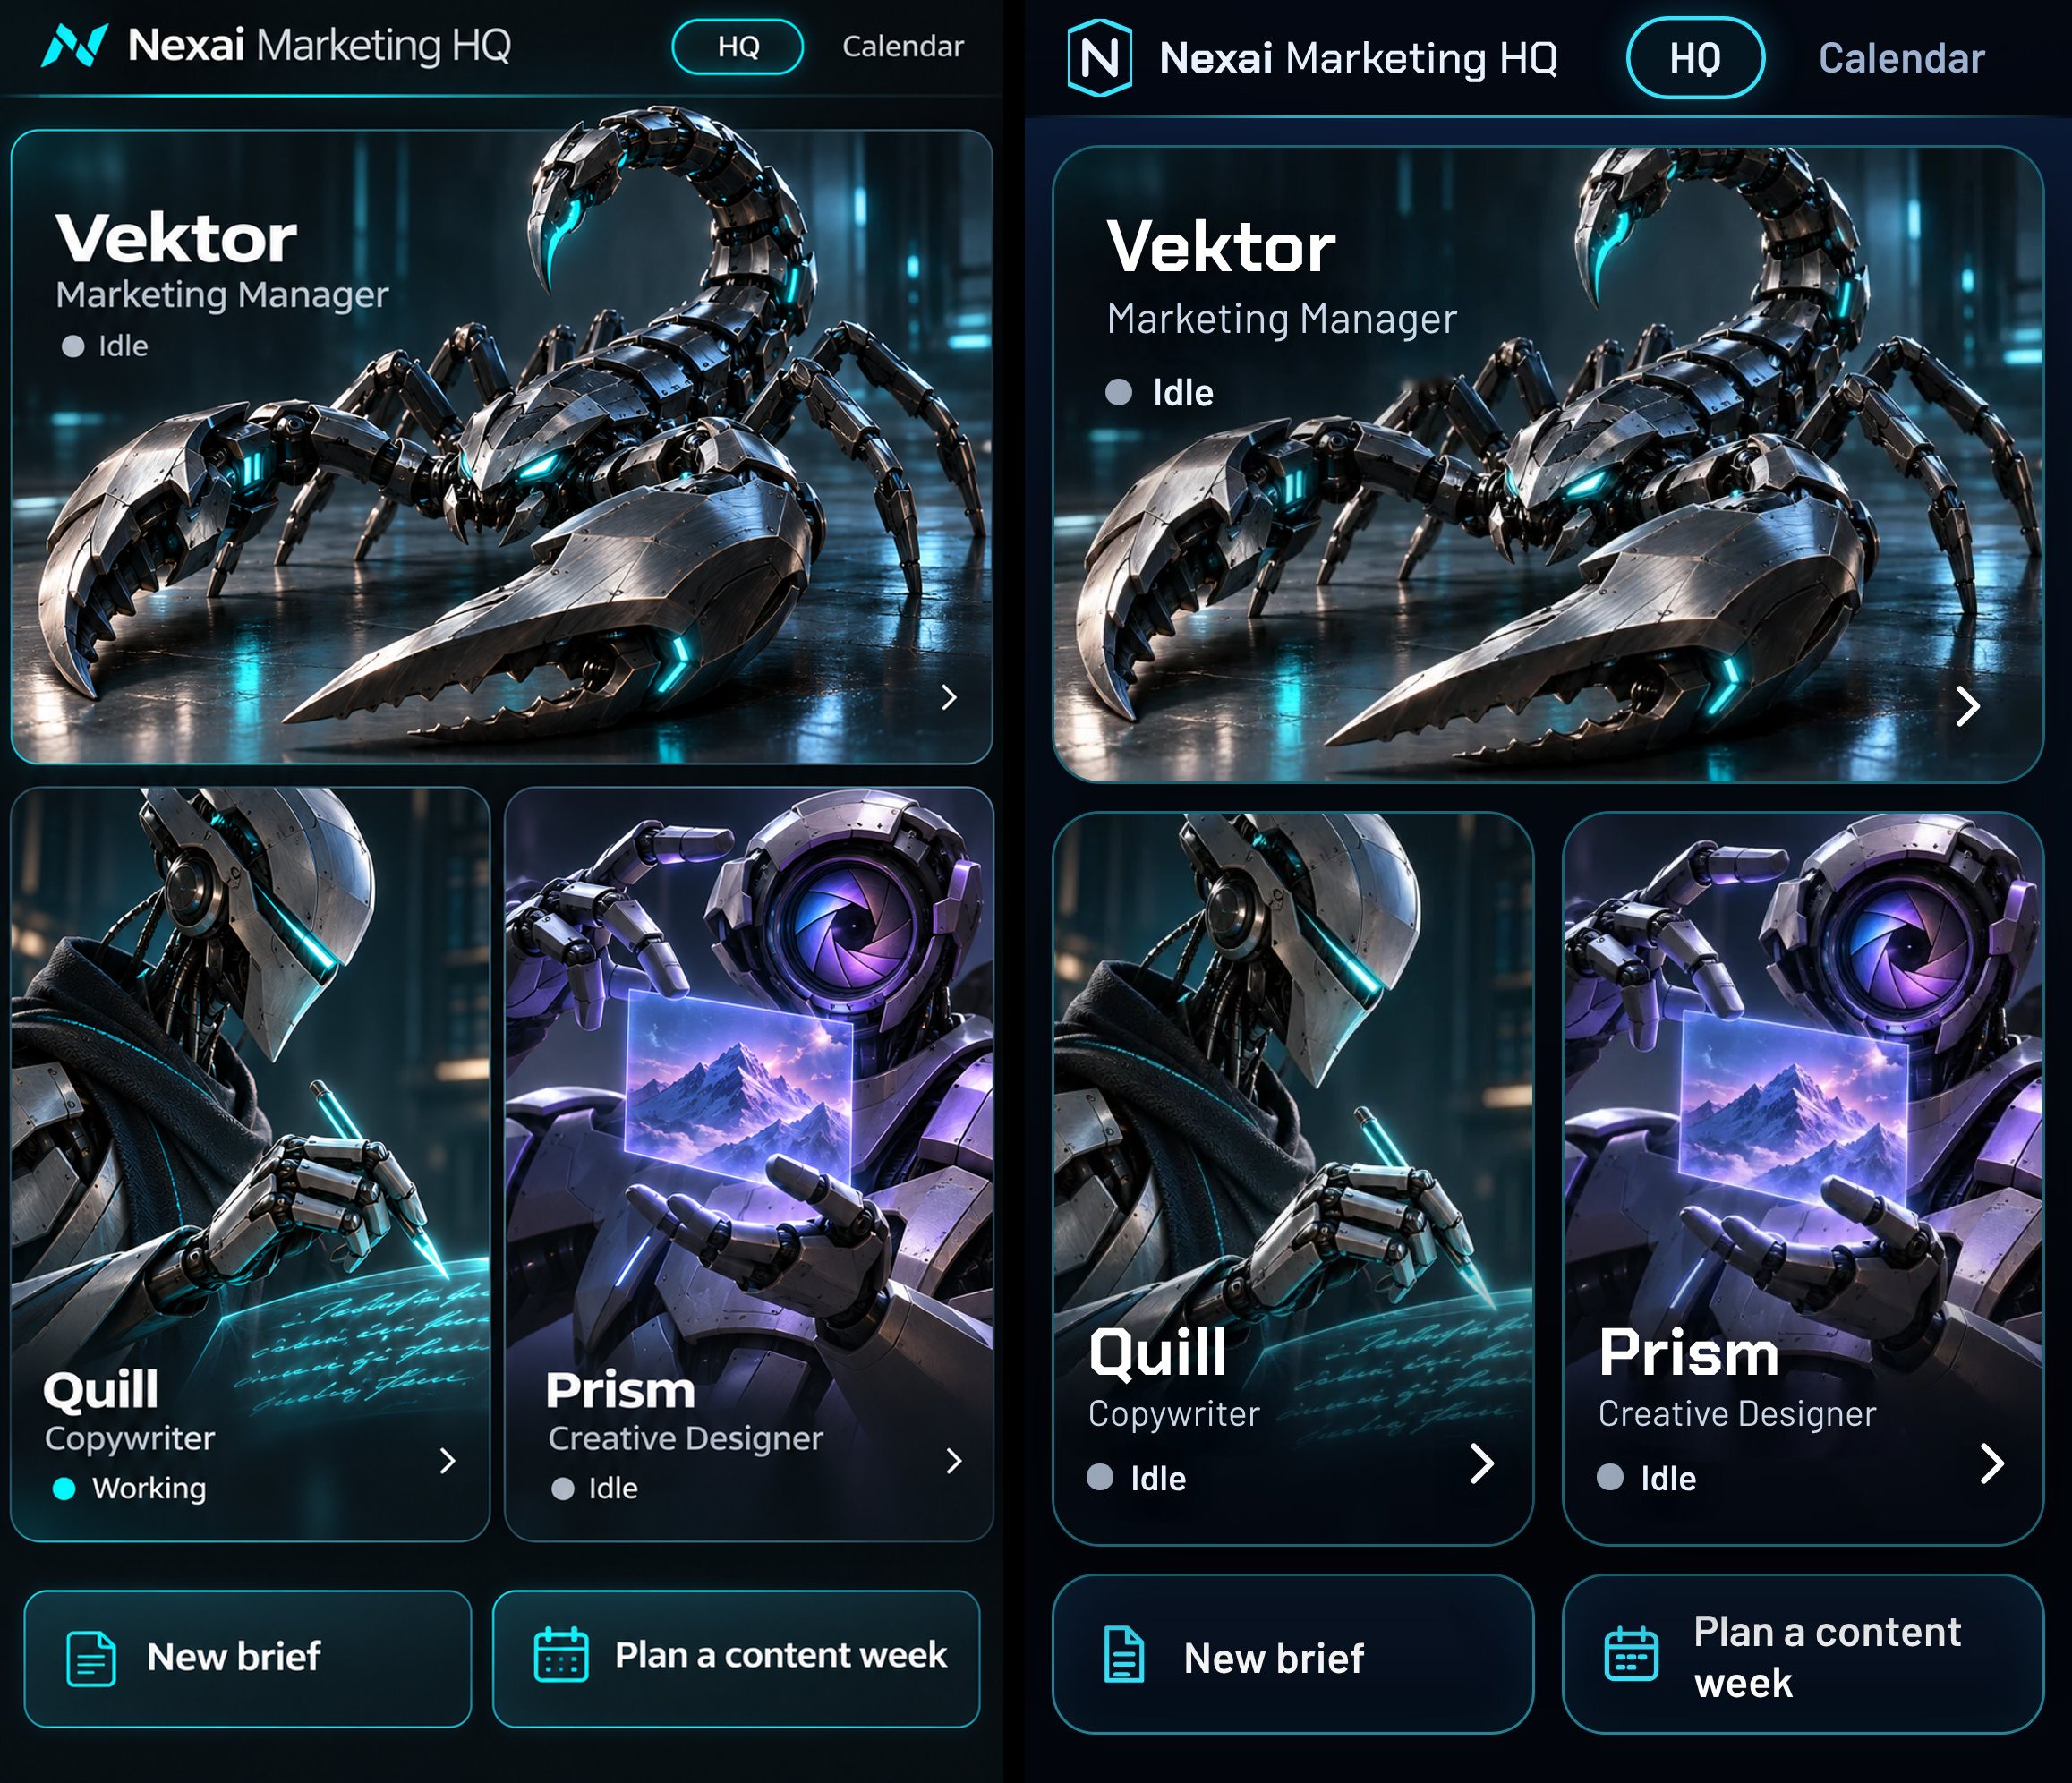 Nexai Marketing HQ
HQ
Calendar
Vektor
Marketing Manager
Idle
Quill
Copywriter
Working
Prism
Creative Designer
Idle
New brief
Plan a content week
N
Nexai Marketing HQ
HQ
Calendar
Vektor
Marketing Manager
Idle
Quill
Copywriter
Idle
Prism
Creative Designer
Idle
New brief
Plan a content
week